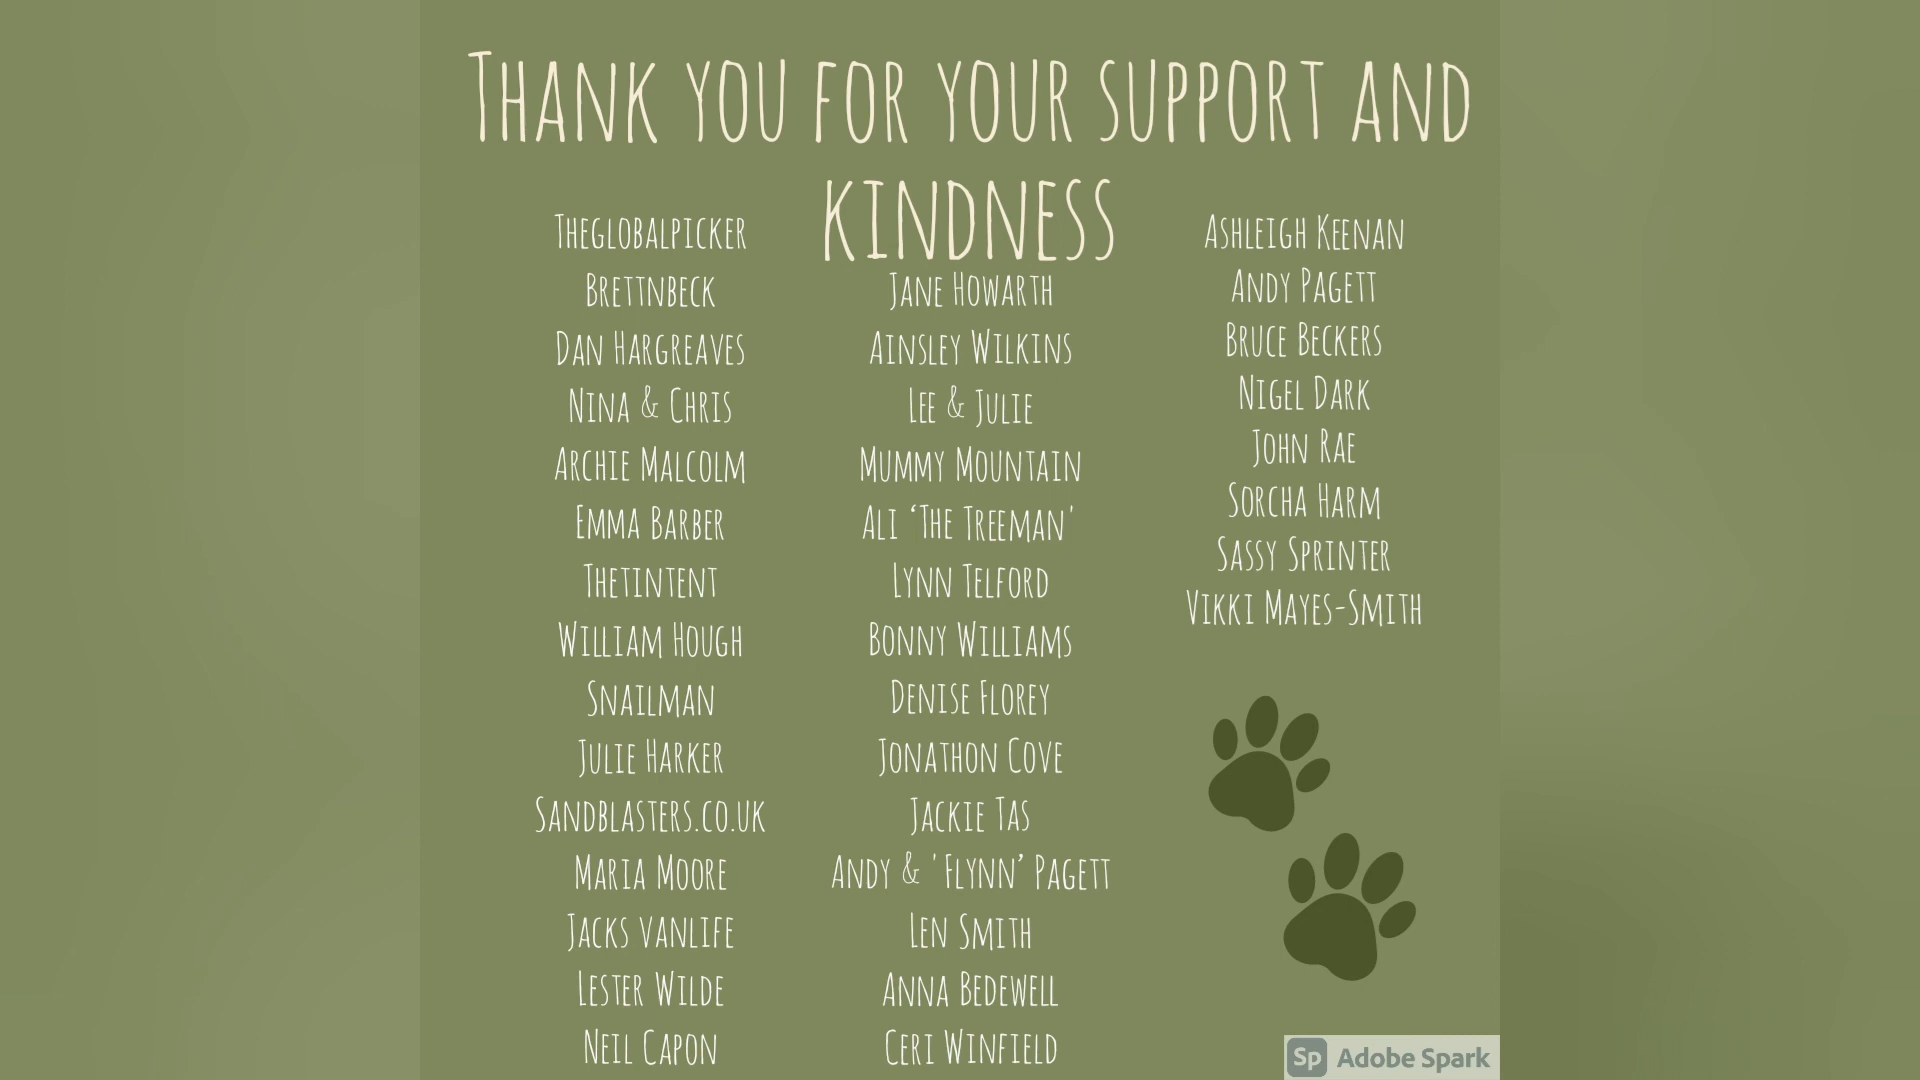 Thank you for your support and
kindness
Theglobalpicker
Brettnbeck
Dan Hargreaves
Nina & Chris
Archie Malcolm
Emma Barber
Thetintent
William Hough
Snailman
Julie Harker
Sandblasters.co.uk
Maria Moore
Jacks vanlife
Lester Wilde
Neil Capon
Jane Howarth
Ainsley Wilkins
Lee & Julie
Mummy Mountain
Ali ‘The Treeman'
Lynn Telford
Bonny Williams
Denise Florey
Jonathon Cove
Jackie Tas
Andy & 'Flynn’ Pagett
Len Smith
Anna Bedewell
Ceri Winfield
Ashleigh Keenan
Andy Pagett
Bruce Beckers
Nigel Dark
John Rae
Sorcha Harm
Sassy Sprinter
Vikki Mayes-Smith
Sp Adobe Spark